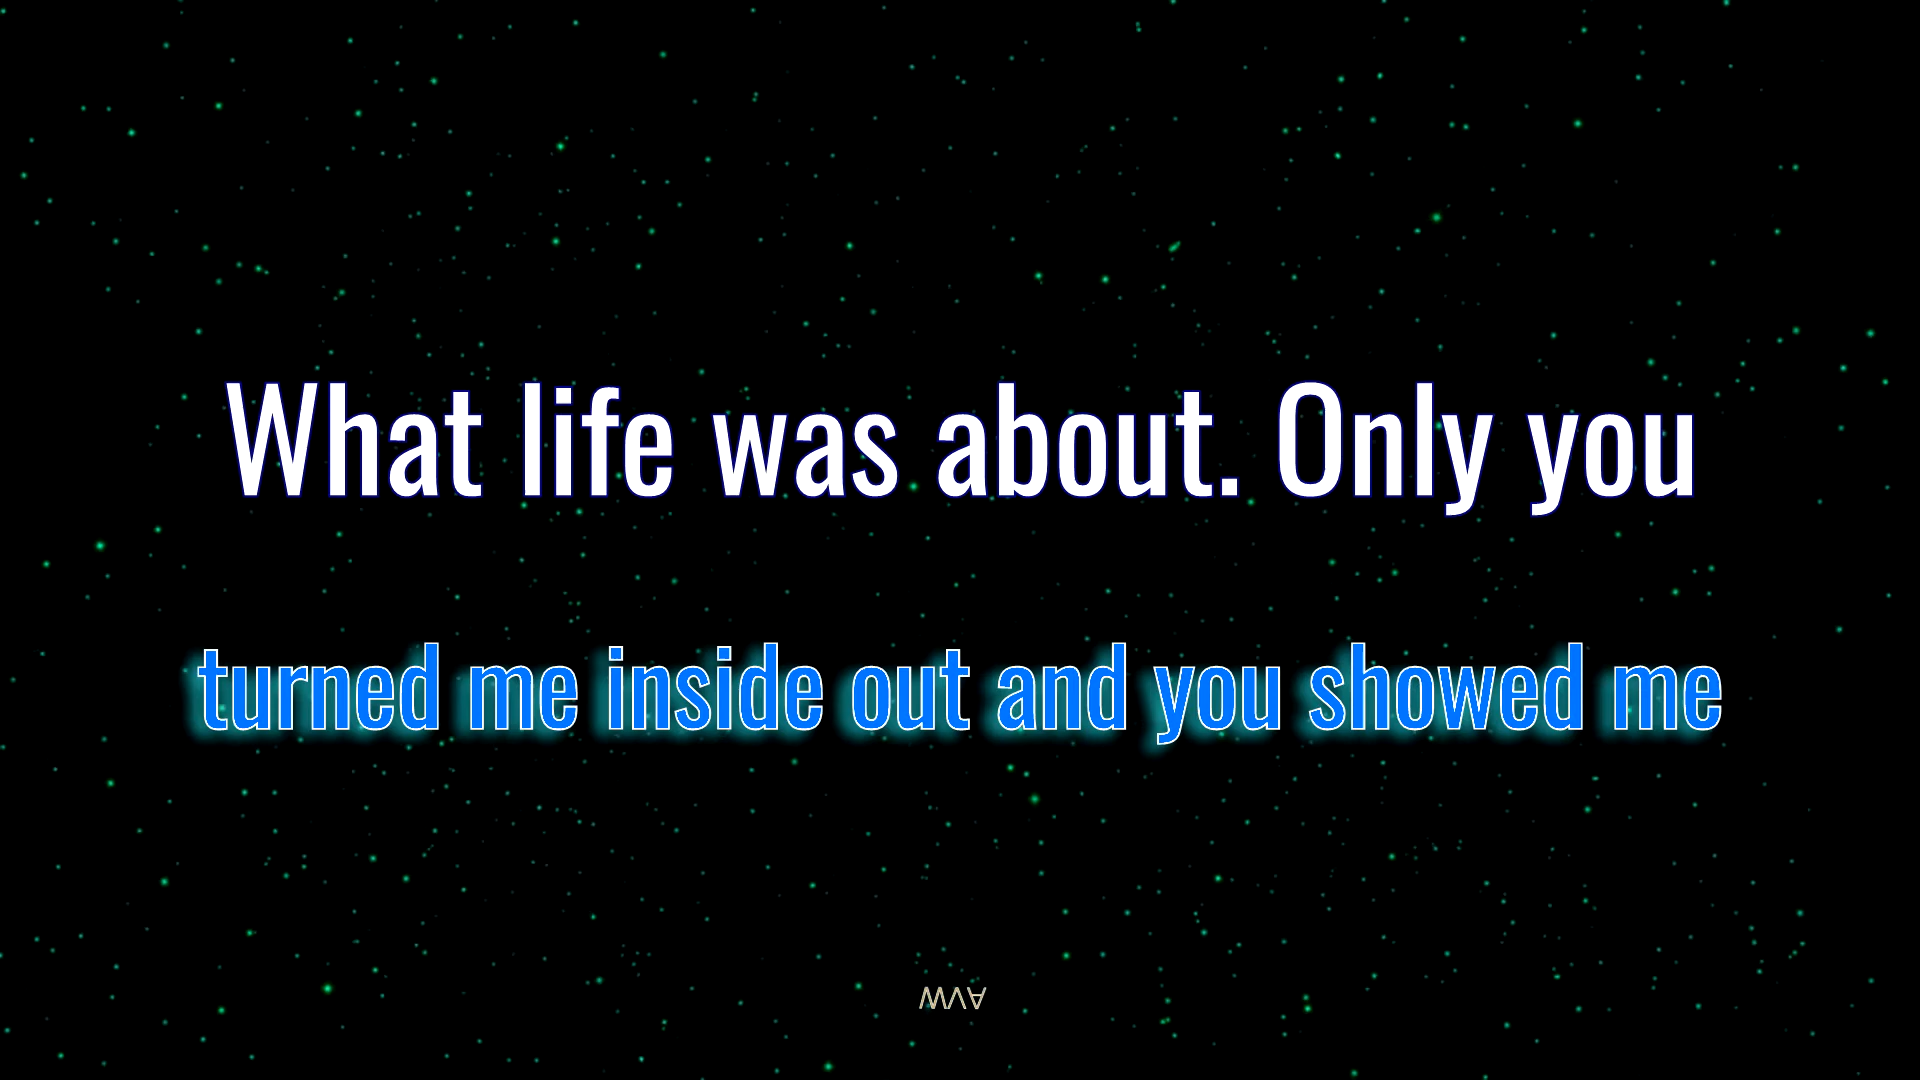 What life was about. Only you
turned me inside out and you showed me